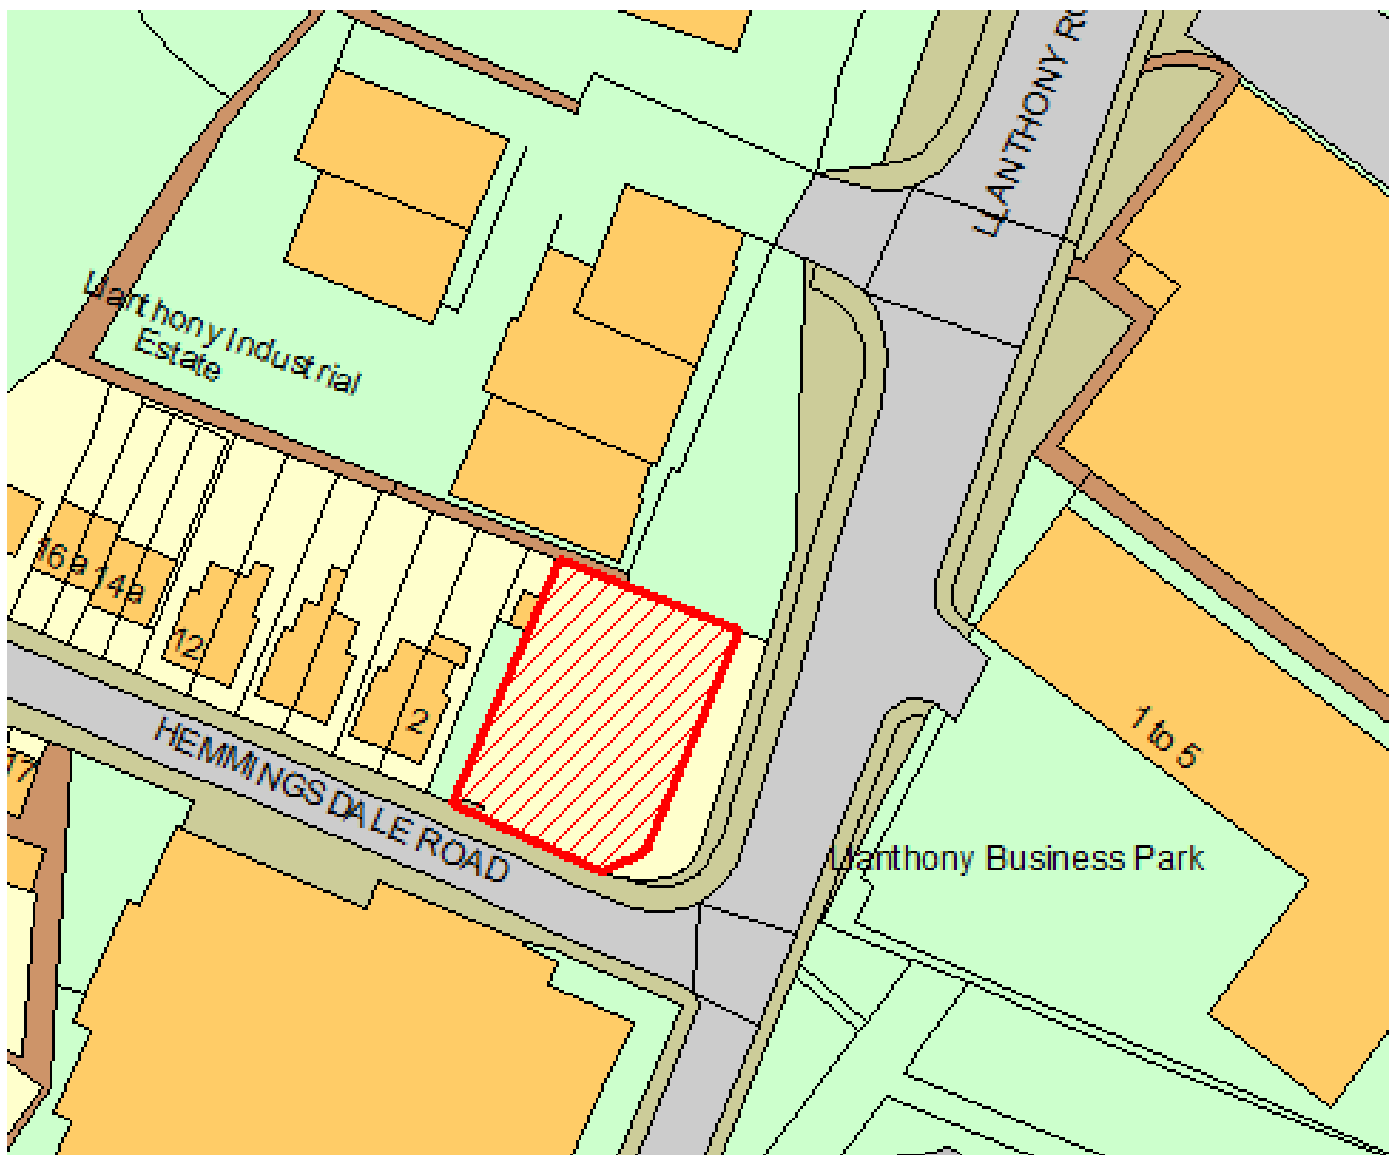 LLANTHONY RO
Llanthony Industrial
Estate
16a 14a
12
2
1 to 5
HEMMINGSDALE ROAD
17
Llanthony Business Park